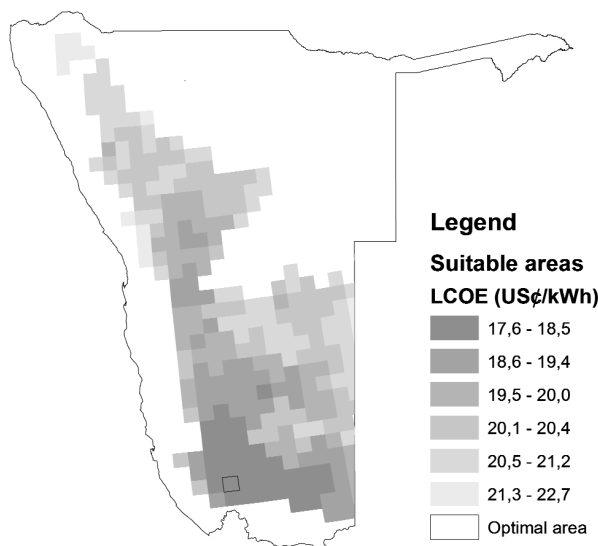 Legend
Suitable areas
LCOE (US¢/kWh)
17,6 - 18,5
18,6 - 19,4
19,5 - 20,0
20,1 - 20,4
20,5 - 21,2
21,3 - 22,7
Optimal area